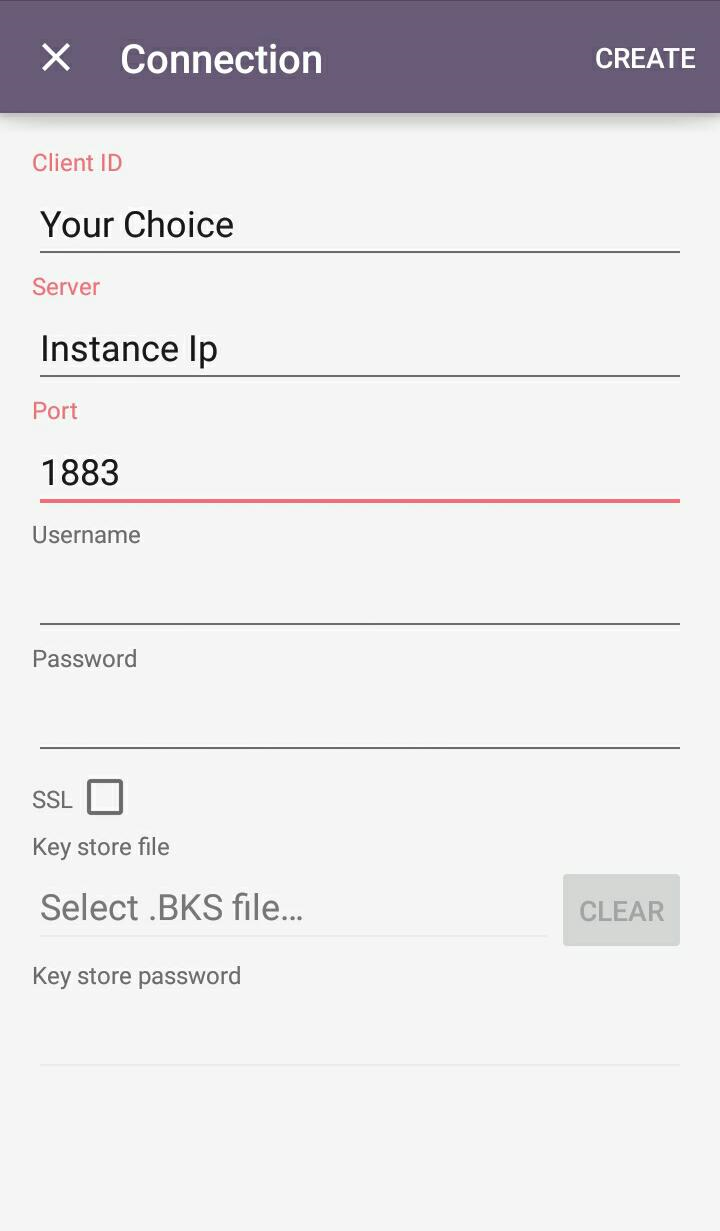 Connection
CREATE
Client ID
Your Choice
Server
Instance Ip
Port
1883
Username
Password
SSL
Key store file
Select .BKS file...
CLEAR
Key store password